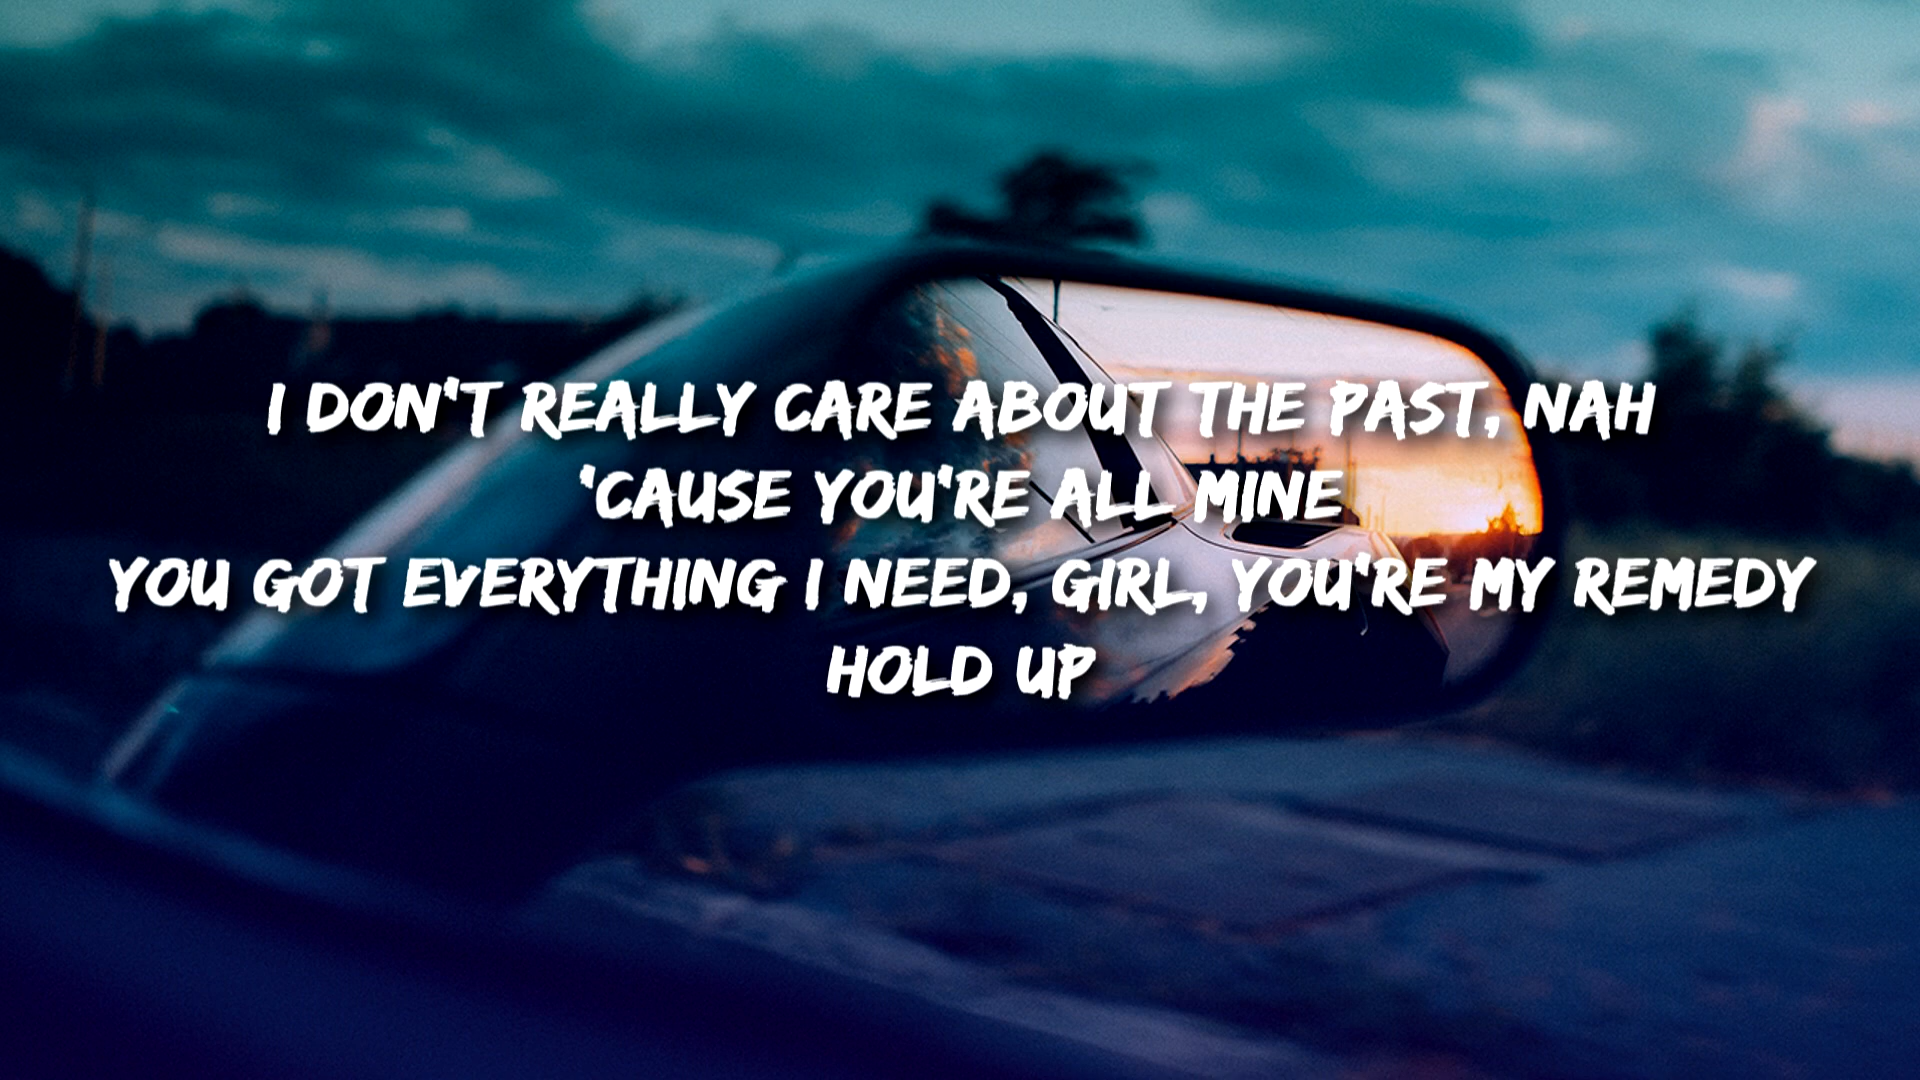 I DON'T REALLY CARE ABOUT THE PAST, NAH
'CAUSE YOU'RE ALL MINE
YOU GOT EVERYTHING I NEED, GIRL, YOU'RE MY REMEDY
HOLD UP